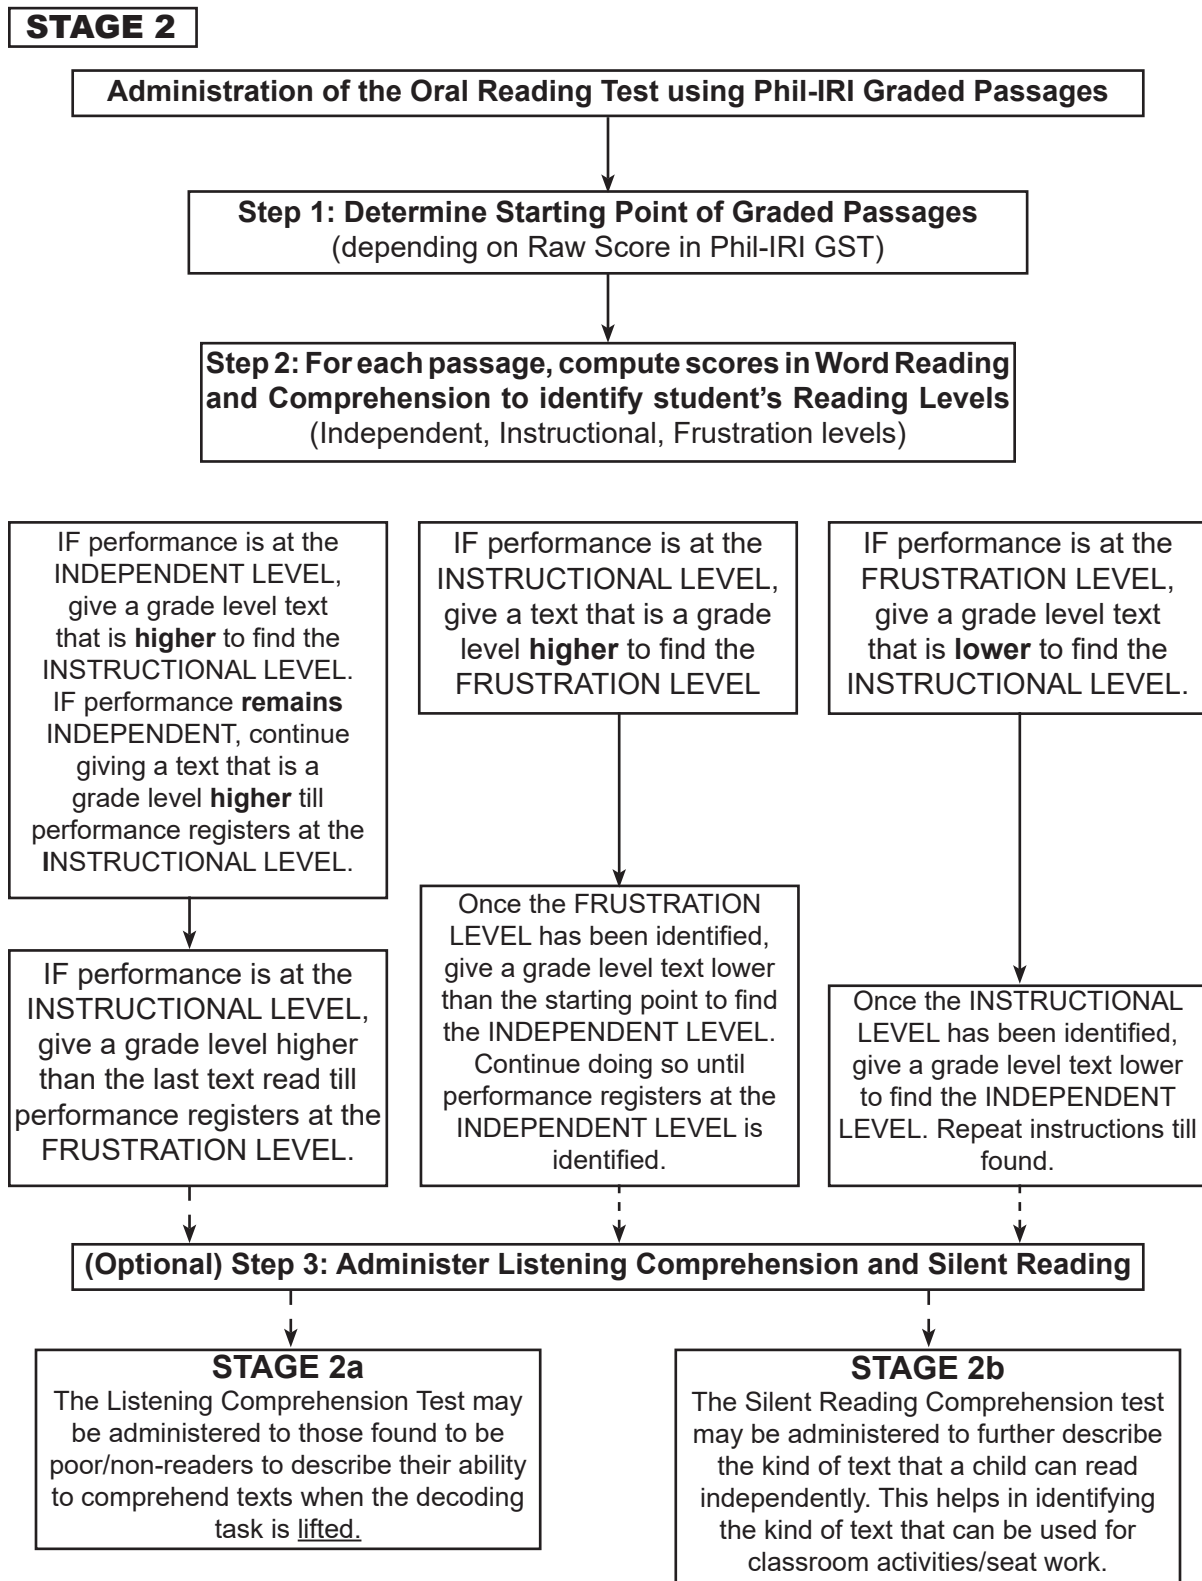 STAGE 2
Administration of the Oral Reading Test using Phil-IRI Graded Passages
Step 1: Determine Starting Point of Graded Passages
(depending on Raw Score in Phil-IRI GST)
Step 2: For each passage, compute scores in Word Reading
and Comprehension to identify student’s Reading Levels
(Independent, Instructional, Frustration levels)
IF performance is at the
INDEPENDENT LEVEL,
give a grade level text
that is higher to find the
INSTRUCTIONAL LEVEL.
IF performance remains
INDEPENDENT, continue
giving a text that is a
grade level higher till
performance registers at the
INSTRUCTIONAL LEVEL.
IF performance is at the
INSTRUCTIONAL LEVEL,
give a grade level higher
than the last text read till
performance registers at the
FRUSTRATION LEVEL.
IF performance is at the
INSTRUCTIONAL LEVEL,
give a text that is a grade
level higher to find the
FRUSTRATION LEVEL
Once the FRUSTRATION
LEVEL has been identified,
give a grade level text lower
than the starting point to find
the INDEPENDENT LEVEL.
Continue doing so until
performance registers at the
INDEPENDENT LEVEL is
identified.
IF performance is at the
FRUSTRATION LEVEL,
give a grade level text
that is lower to find the
INSTRUCTIONAL LEVEL.
Once the INSTRUCTIONAL
LEVEL has been identified,
give a grade level text lower
to find the INDEPENDENT
LEVEL. Repeat instructions till
found.
(Optional) Step 3: Administer Listening Comprehension and Silent Reading
STAGE 2a
The Listening Comprehension Test may
be administered to those found to be
poor/non-readers to describe their ability
to comprehend texts when the decoding
task is lifted.
STAGE 2b
The Silent Reading Comprehension test
may be administered to further describe
the kind of text that a child can read
independently. This helps in identifying
the kind of text that can be used for
classroom activities/seat work.